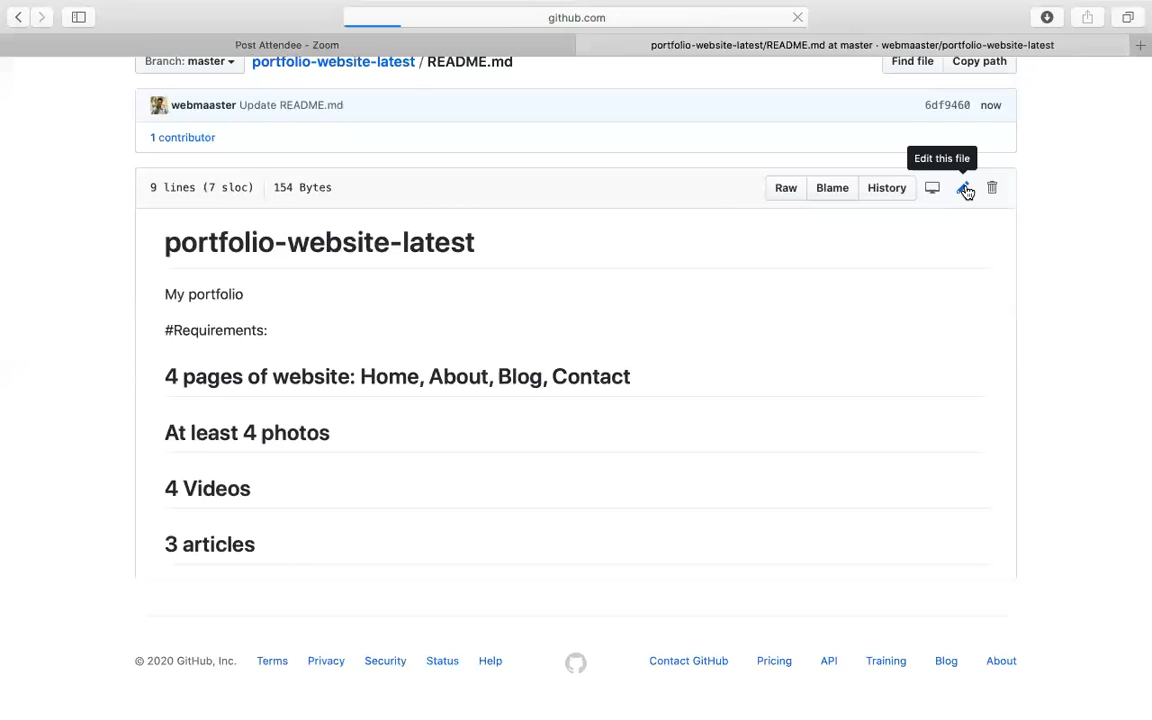 github.com
Post Attendee - Zoom
portfolio-website-latest/README.md at master · webmaaster/portfolio-website-latest
Branch: master
portfolio-website-latest / README.md
Find file
Copy path
webmaaster Update README.md
6df9460 now
1 contributor
Edit this file
9 lines (7 sloc)
154 Bytes
Raw
Blame
History
portfolio-website-latest
My portfolio
#Requirements:
4 pages of website: Home, About, Blog, Contact
At least 4 photos
4 Videos
3 articles
© 2020 GitHub, Inc.
Terms
Privacy
Security
Status
Help
Contact GitHub
Pricing
API
Training
Blog
About